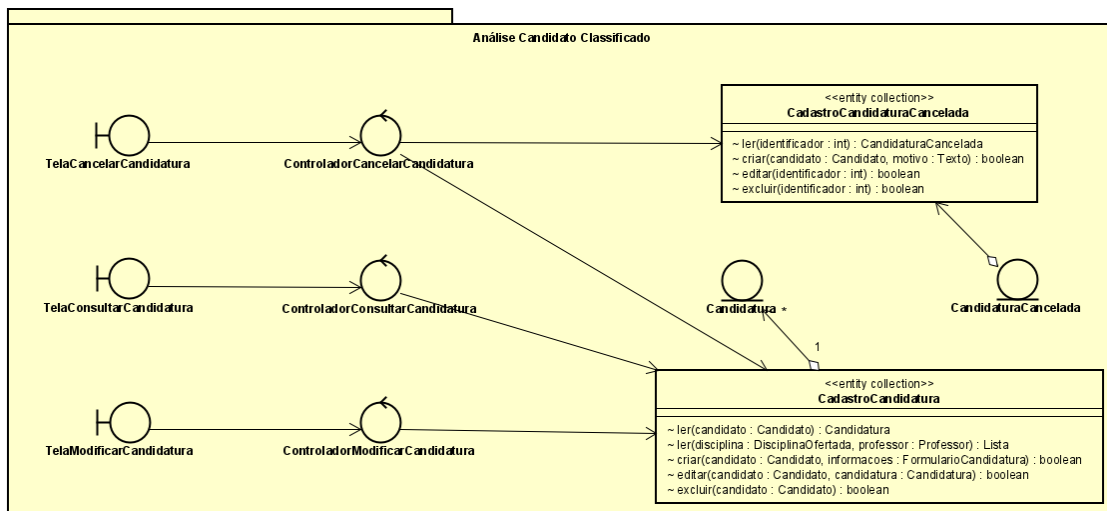 Análise Candidato Classificado
<<entity collection>>
CadastroCandidaturaCancelada
~ ler(identificador : int) : CandidaturaCancelada
~ criar(candidato : Candidato, motivo : Texto) : boolean
~ editar(identificador : int) : boolean
~ excluir(identificador : int) : boolean
TelaCancelarCandidatura
ControladorCancelarCandidatura
TelaConsultarCandidatura
ControladorConsultarCandidatura
Candidatura *
CandidaturaCancelada
1
<<entity collection>>
CadastroCandidatura
~ ler(candidato : Candidato) : Candidatura
~ ler(disciplina : DisciplinaOfertada, professor : Professor) : Lista
~ criar(candidato : Candidato, informacoes : FormularioCandidatura) : boolean
~ editar(candidato : Candidato, candidatura : Candidatura) : boolean
~ excluir(candidato : Candidato) : boolean
TelaModificarCandidatura
ControladorModificarCandidatura